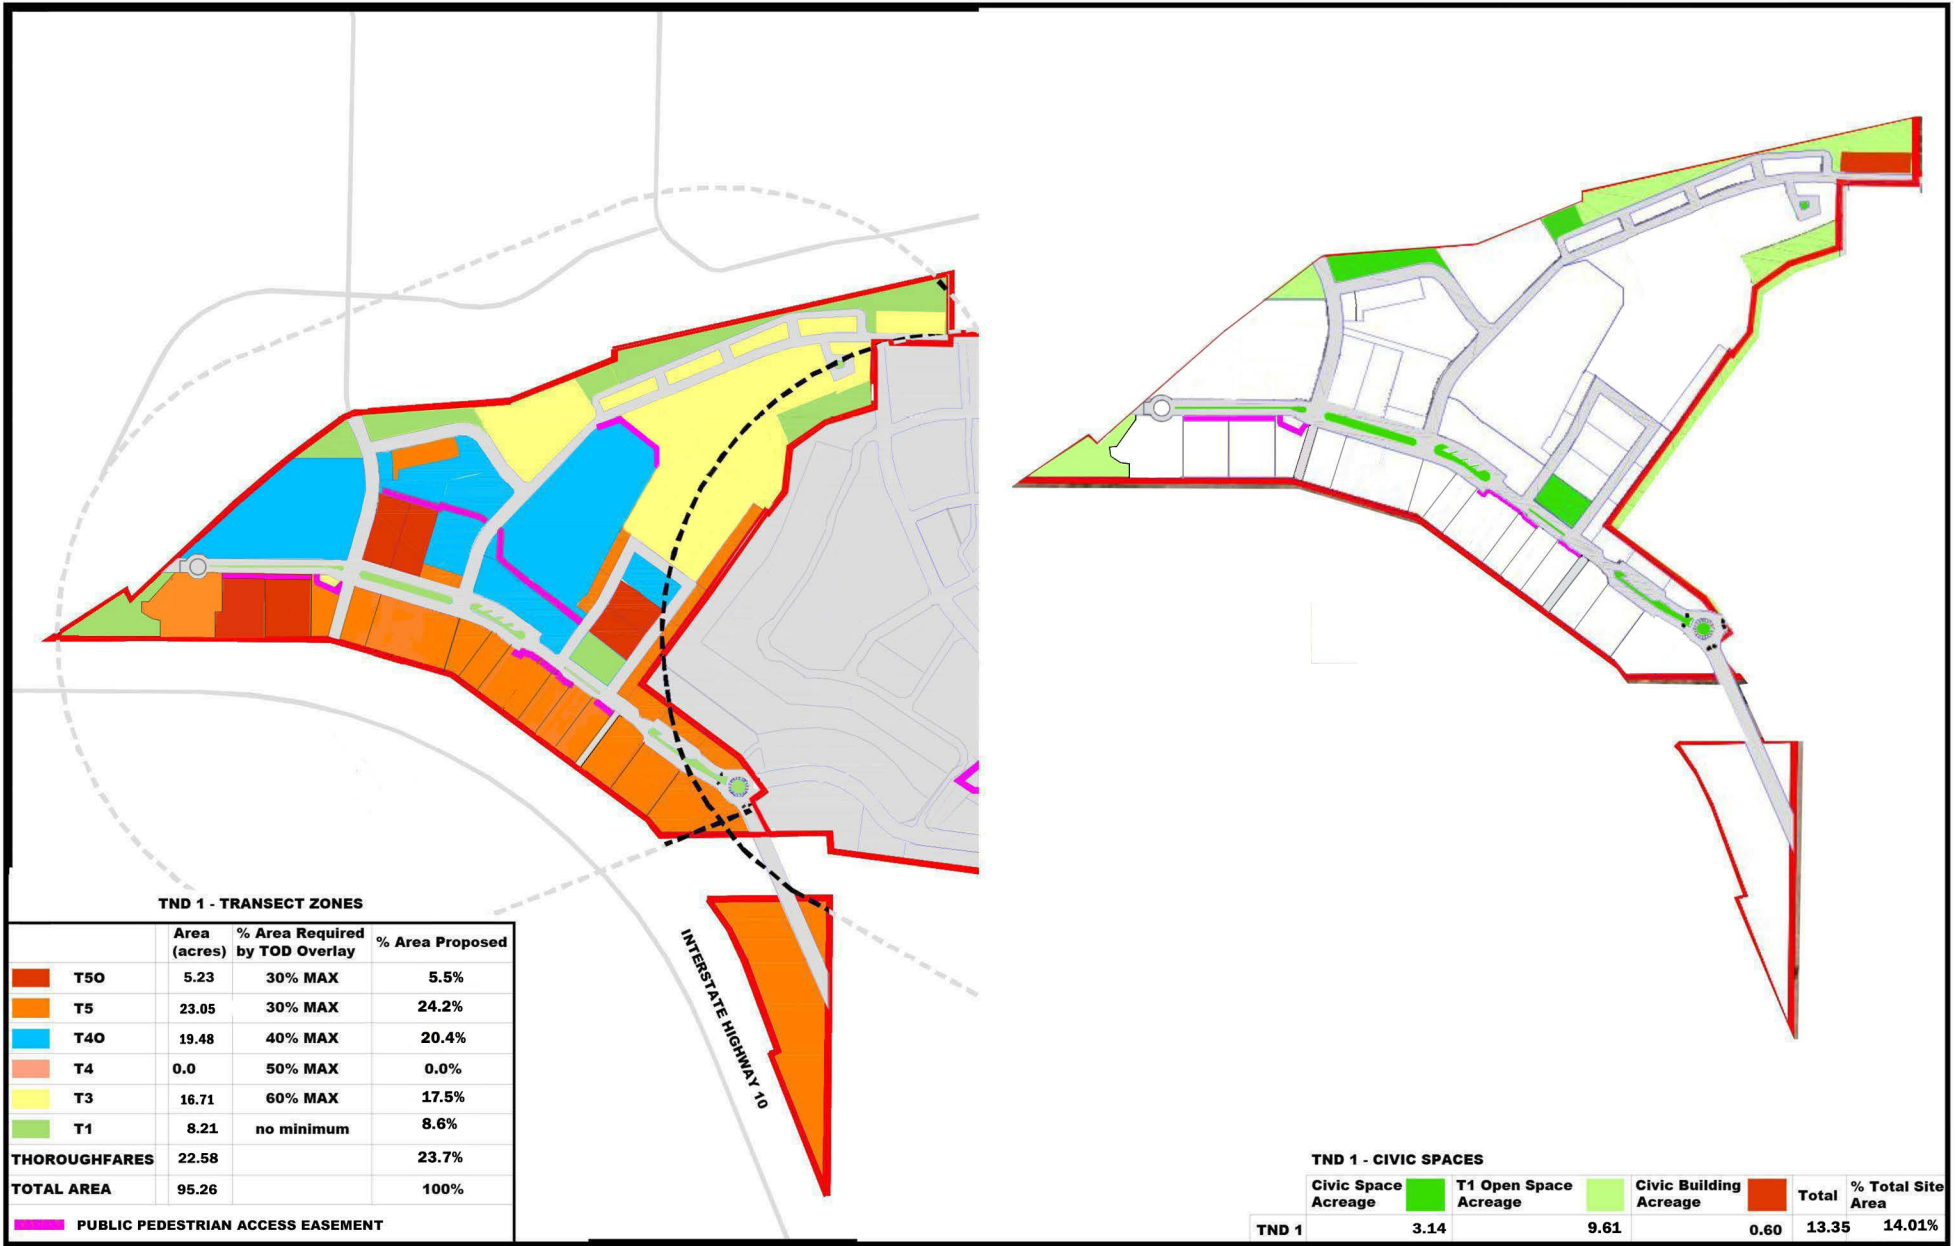 INTERSTATE HIGHWAY 10
TND 1 - TRANSECT ZONES
Area (acres) % Area Required by TOD Overlay % Area Proposed
T5O 5.23 30% MAX 5.5%
T5 23.05 30% MAX 24.2%
T4O 19.48 40% MAX 20.4%
T4 0.0 50% MAX 0.0%
T3 16.71 60% MAX 17.5%
T1 8.21 no minimum 8.6%
THOROUGHFARES 22.58 23.7%
TOTAL AREA 95.26 100%
PUBLIC PEDESTRIAN ACCESS EASEMENT
TND 1 - CIVIC SPACES
Civic Space Acreage T1 Open Space Acreage Civic Building Acreage Total % Total Site Area
TND 1 3.14 9.61 0.60 13.35 14.01%